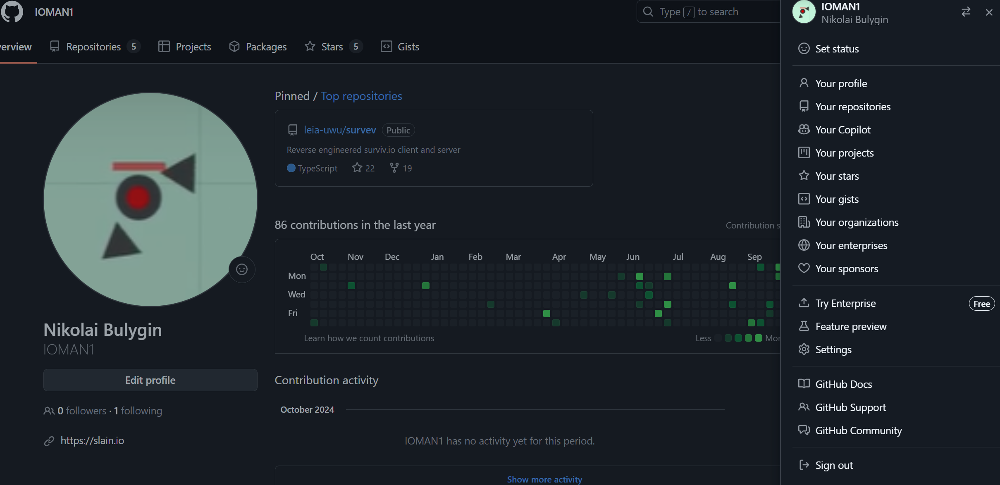 IOMAN1
Type / to search
IOMAN1
Nikolai Bulygin
erview
Repositories 5
Projects
Packages
Stars 5
Gists
Set status
Your profile
Your repositories
Your Copilot
Your projects
Your stars
Your gists
Your organizations
Your enterprises
Your sponsors
Try Enterprise Free
Feature preview
Settings
GitHub Docs
GitHub Support
GitHub Community
Sign out
Pinned / Top repositories
leia-uwu/survev Public
Reverse engineered surviv.io client and server
TypeScript 22 19
86 contributions in the last year
Contribution s
Oct Nov Dec Jan Feb Mar Apr May Jun Jul Aug Sep
Mon
Wed
Fri
Learn how we count contributions
Less Mor
Nikolai Bulygin
IOMAN1
Edit profile
0 followers · 1 following
https://slain.io
Contribution activity
October 2024
IOMAN1 has no activity yet for this period.
Show more activity